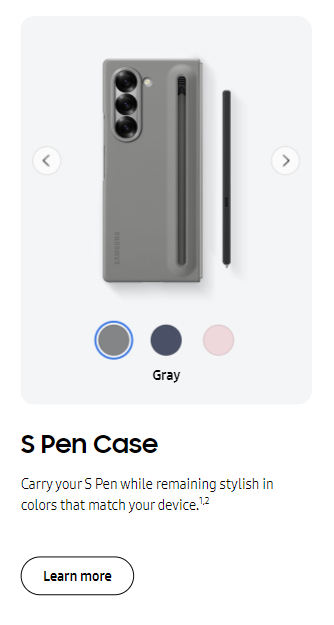 SAMSUNG
Gray
S Pen Case
Carry your S Pen while remaining stylish in
colors that match your device.1,2
Learn more